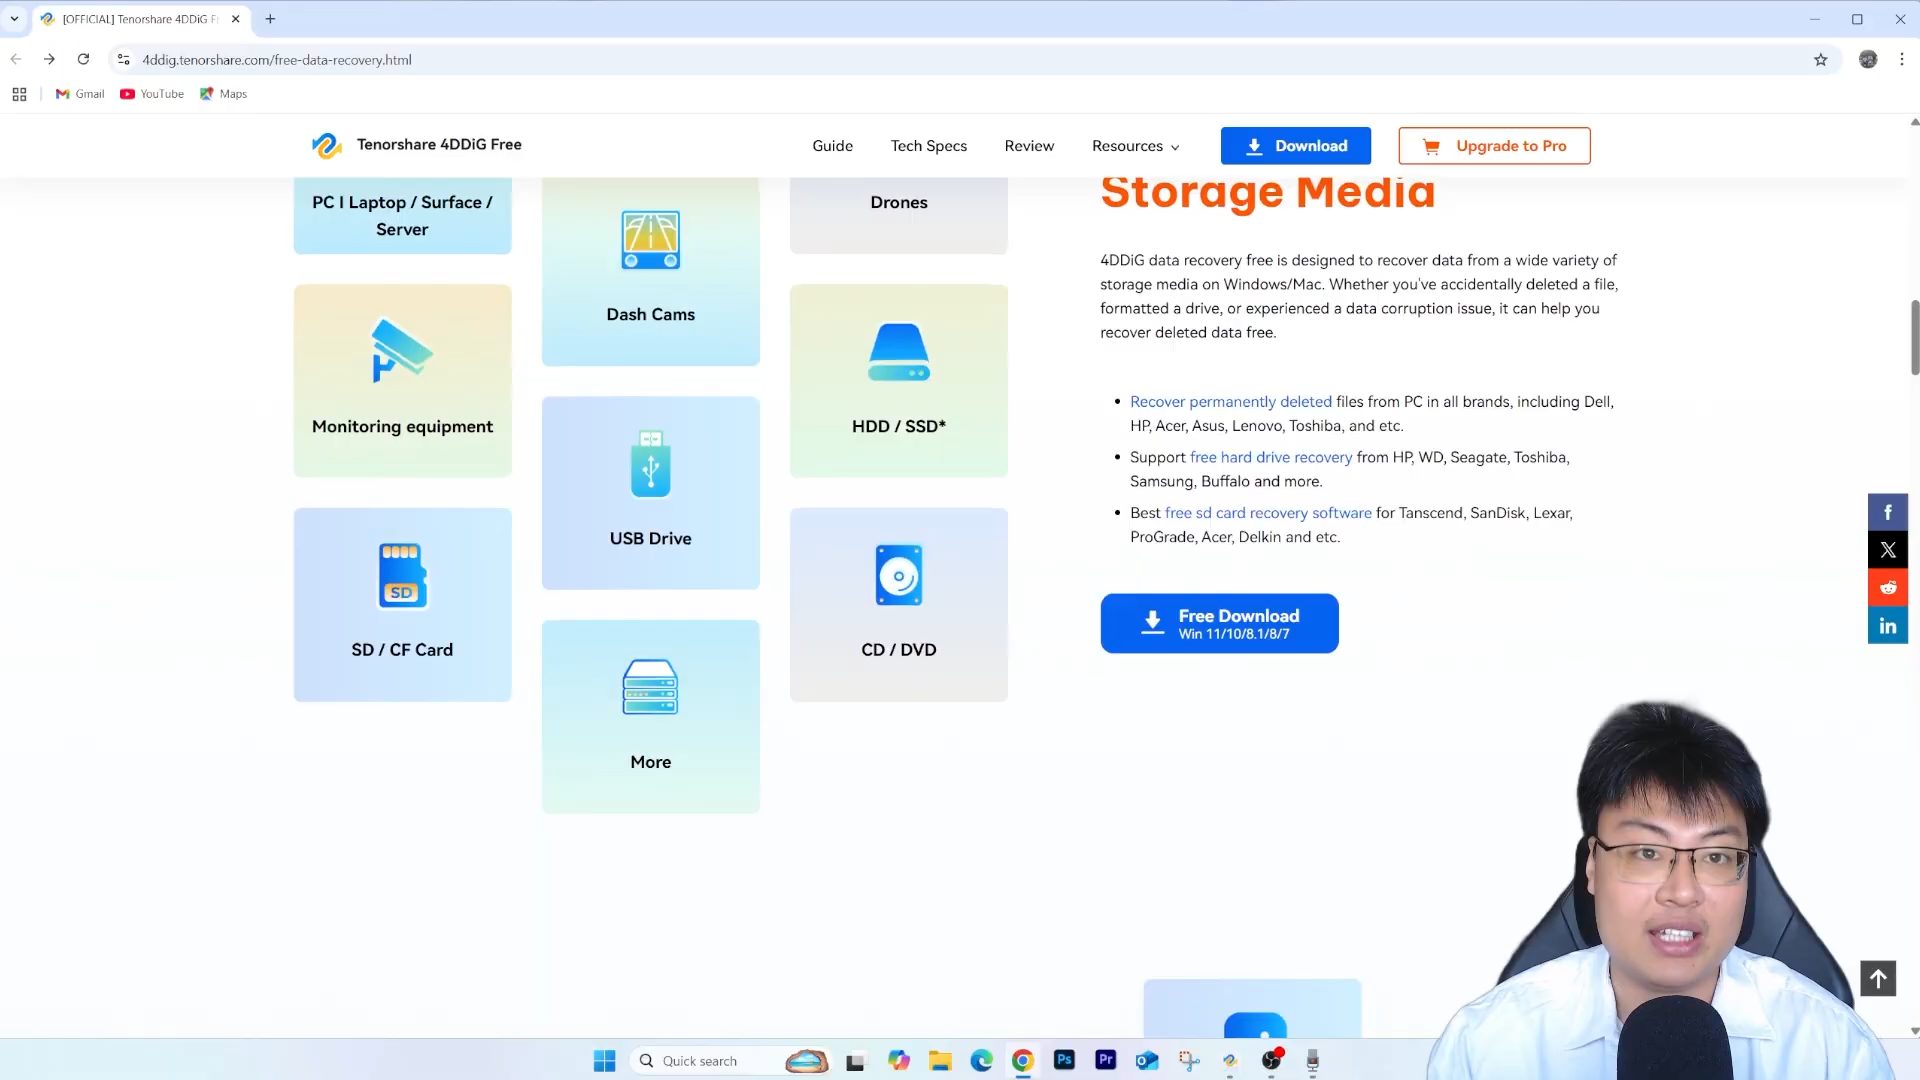 [OFFICIAL] Tenorshare 4DDiG F
4ddig.tenorshare.com/free-data-recovery.html
Gmail
YouTube
Maps
Tenorshare 4DDiG Free
Guide
Tech Specs
Review
Resources
Download
Upgrade to Pro
PC I Laptop / Surface /
Server
Dash Cams
Drones
Monitoring equipment
HDD / SSD*
USB Drive
SD
SD / CF Card
CD / DVD
More
Storage Media
4DDiG data recovery free is designed to recover data from a wide variety of
storage media on Windows/Mac. Whether you've accidentally deleted a file,
formatted a drive, or experienced a data corruption issue, it can help you
recover deleted data free.
• Recover permanently deleted files from PC in all brands, including Dell,
HP, Acer, Asus, Lenovo, Toshiba, and etc.
• Support free hard drive recovery from HP, WD, Seagate, Toshiba,
Samsung, Buffalo and more.
• Best free sd card recovery software for Tanscend, SanDisk, Lexar,
ProGrade, Acer, Delkin and etc.
Free Download
Win 11/10/8.1/8/7
f
X
in
Quick search
Ps
Pr